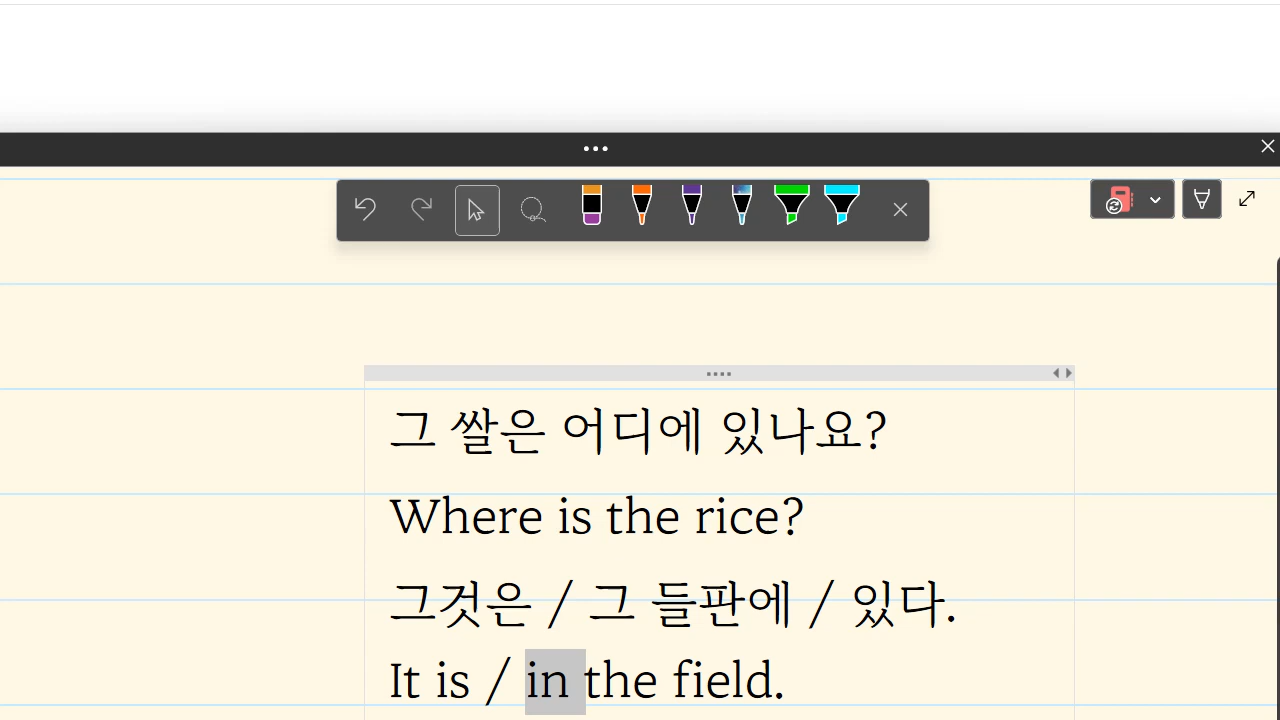 그 쌀은 어디에 있나요?
Where is the rice?
그것은 / 그 들판에 / 있다.
It is / in the field.